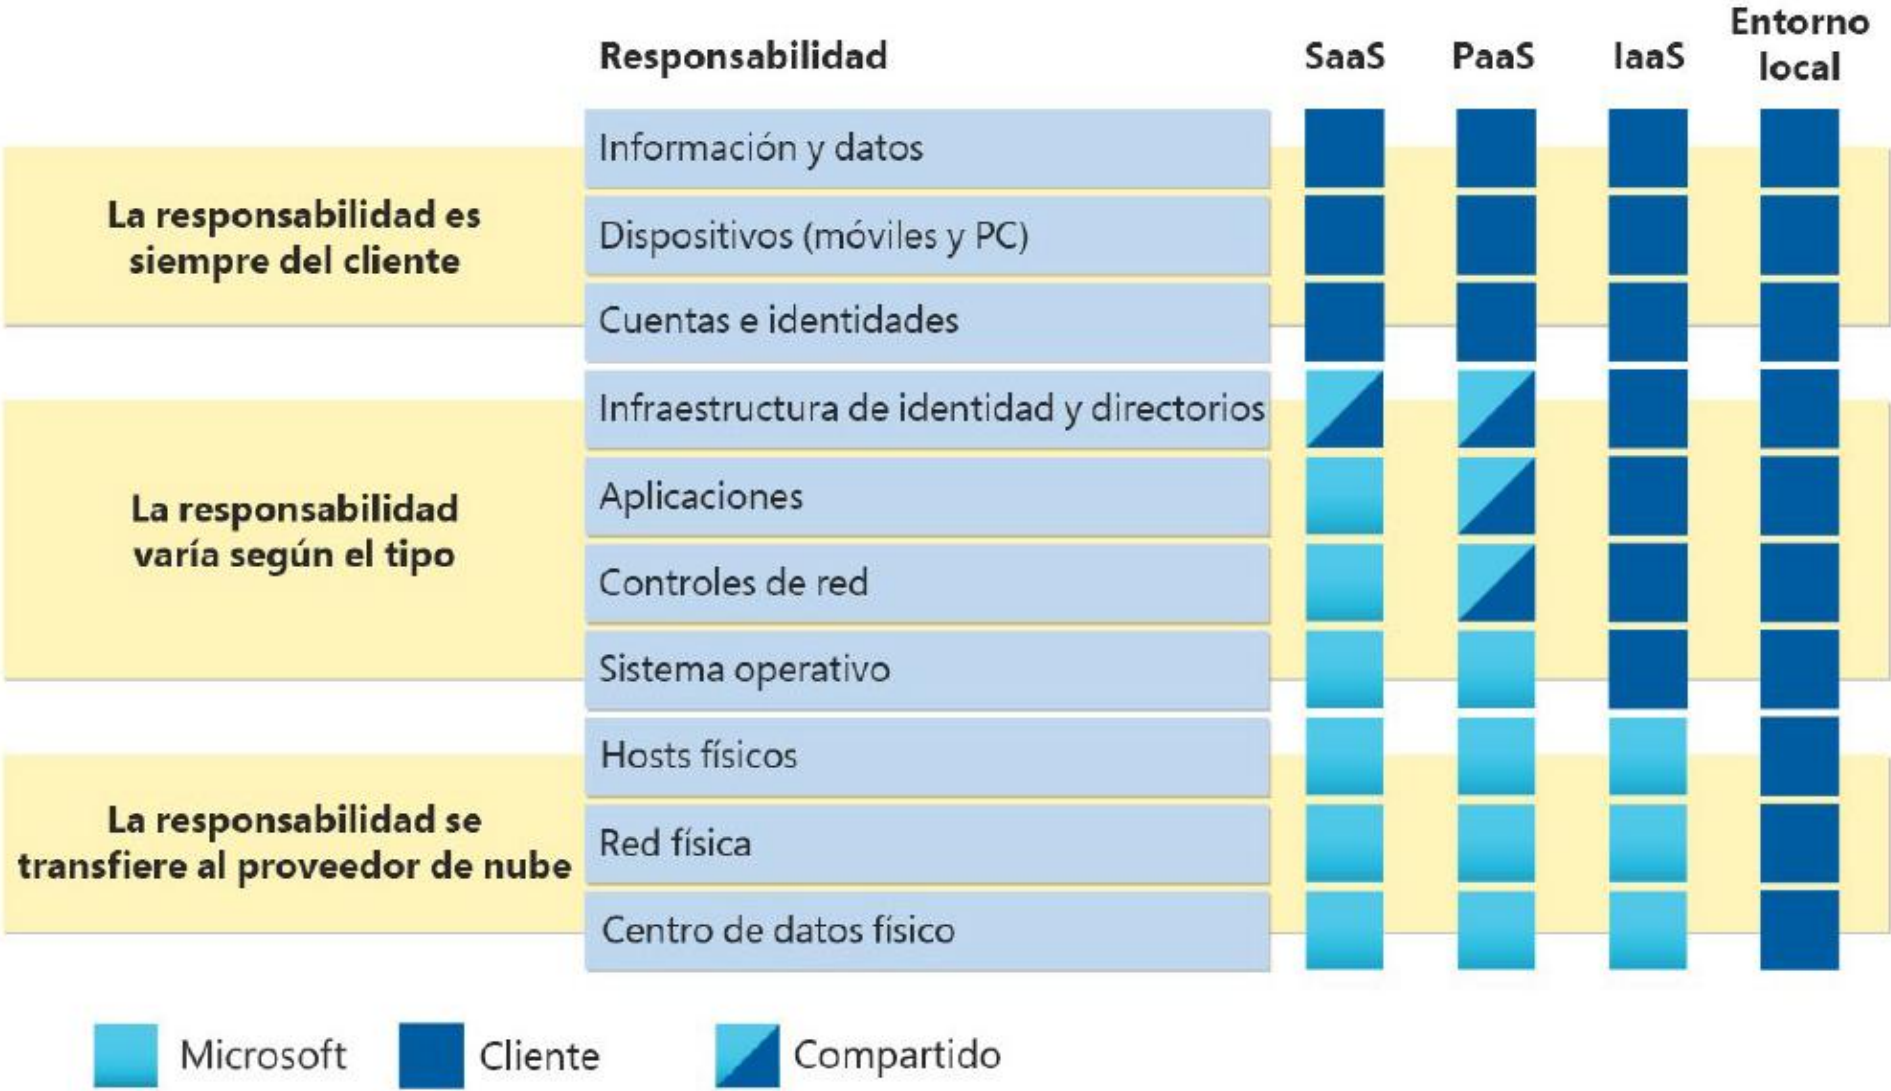 Responsabilidad
SaaS
PaaS
IaaS
Entorno
local
La responsabilidad es
siempre del cliente
Información y datos
Dispositivos (móviles y PC)
Cuentas e identidades
La responsabilidad
varía según el tipo
Infraestructura de identidad y directorios
Aplicaciones
Controles de red
Sistema operativo
La responsabilidad se
transfiere al proveedor de nube
Hosts físicos
Red física
Centro de datos físico
Microsoft
Cliente
Compartido